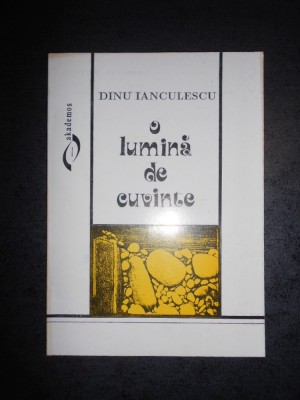 DINU IANCULESCU
akademos
o
lumină
de
cuvinte